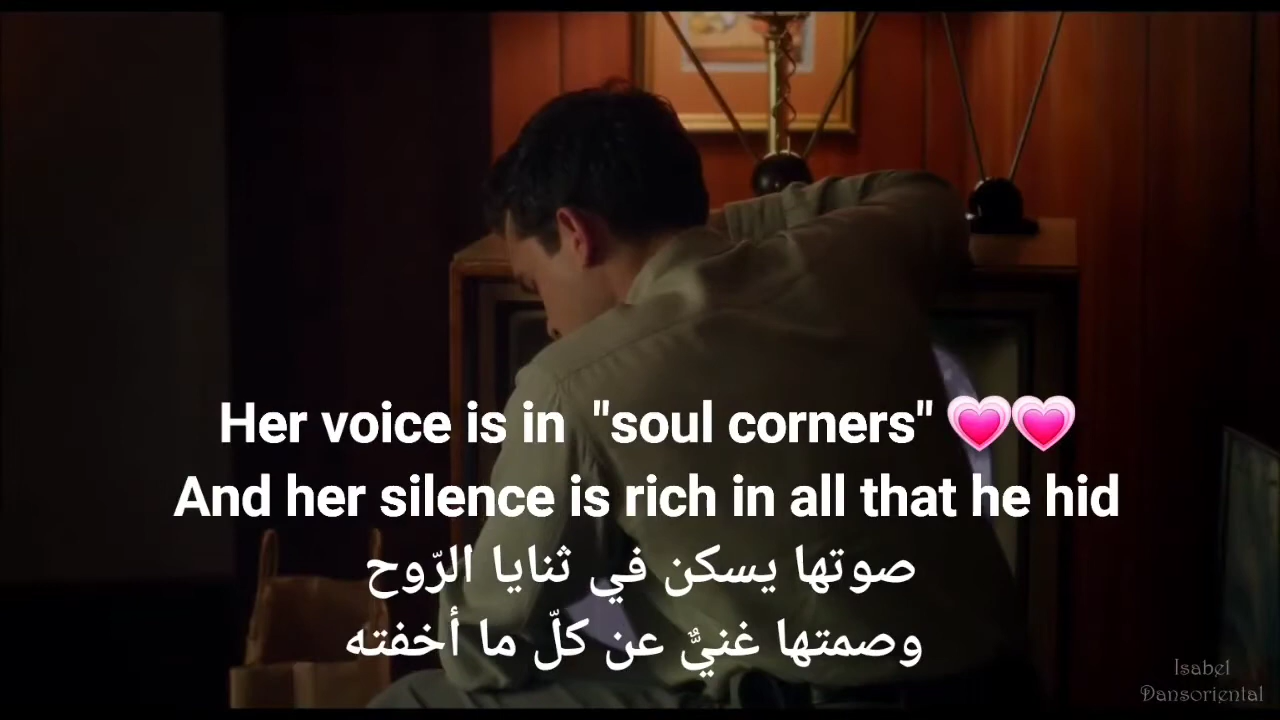 Her voice is in  "soul corners" 💗💗
And her silence is rich in all that he hid
صوتها يسكن في ثنايا الرّوح
وصمتها غنيٌّ عن كلّ ما أخفته
Isabel
Dansoriental